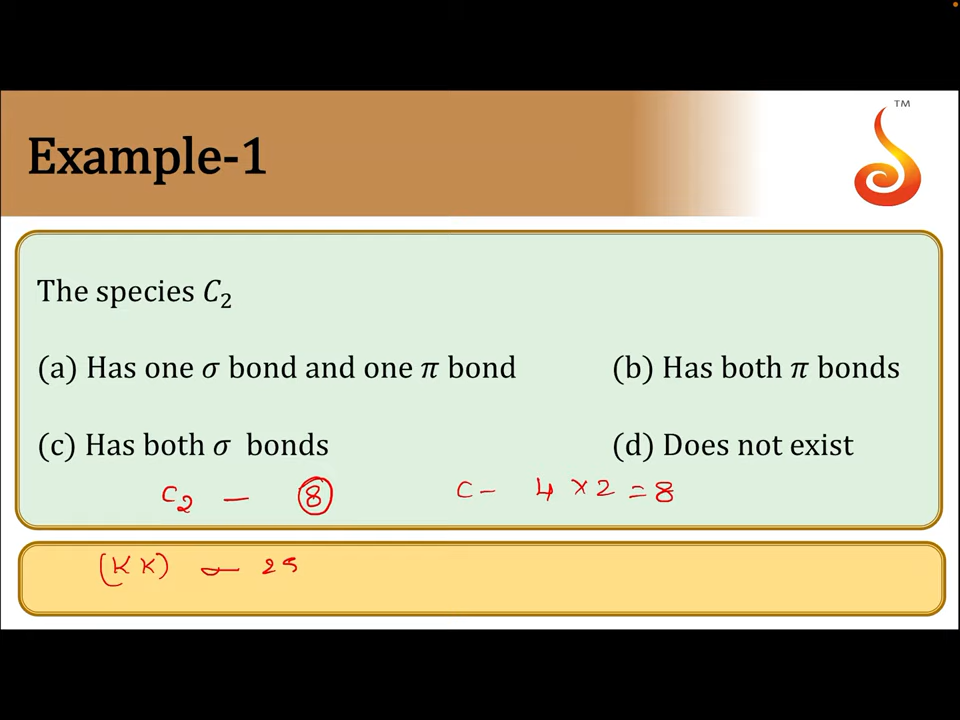 TM
Example-1
The species C₂
(a) Has one σ bond and one π bond (b) Has both π bonds
(c) Has both σ bonds (d) Does not exist
C₂ — 8 C - 4 × 2 = 8
(KK) σ 2s